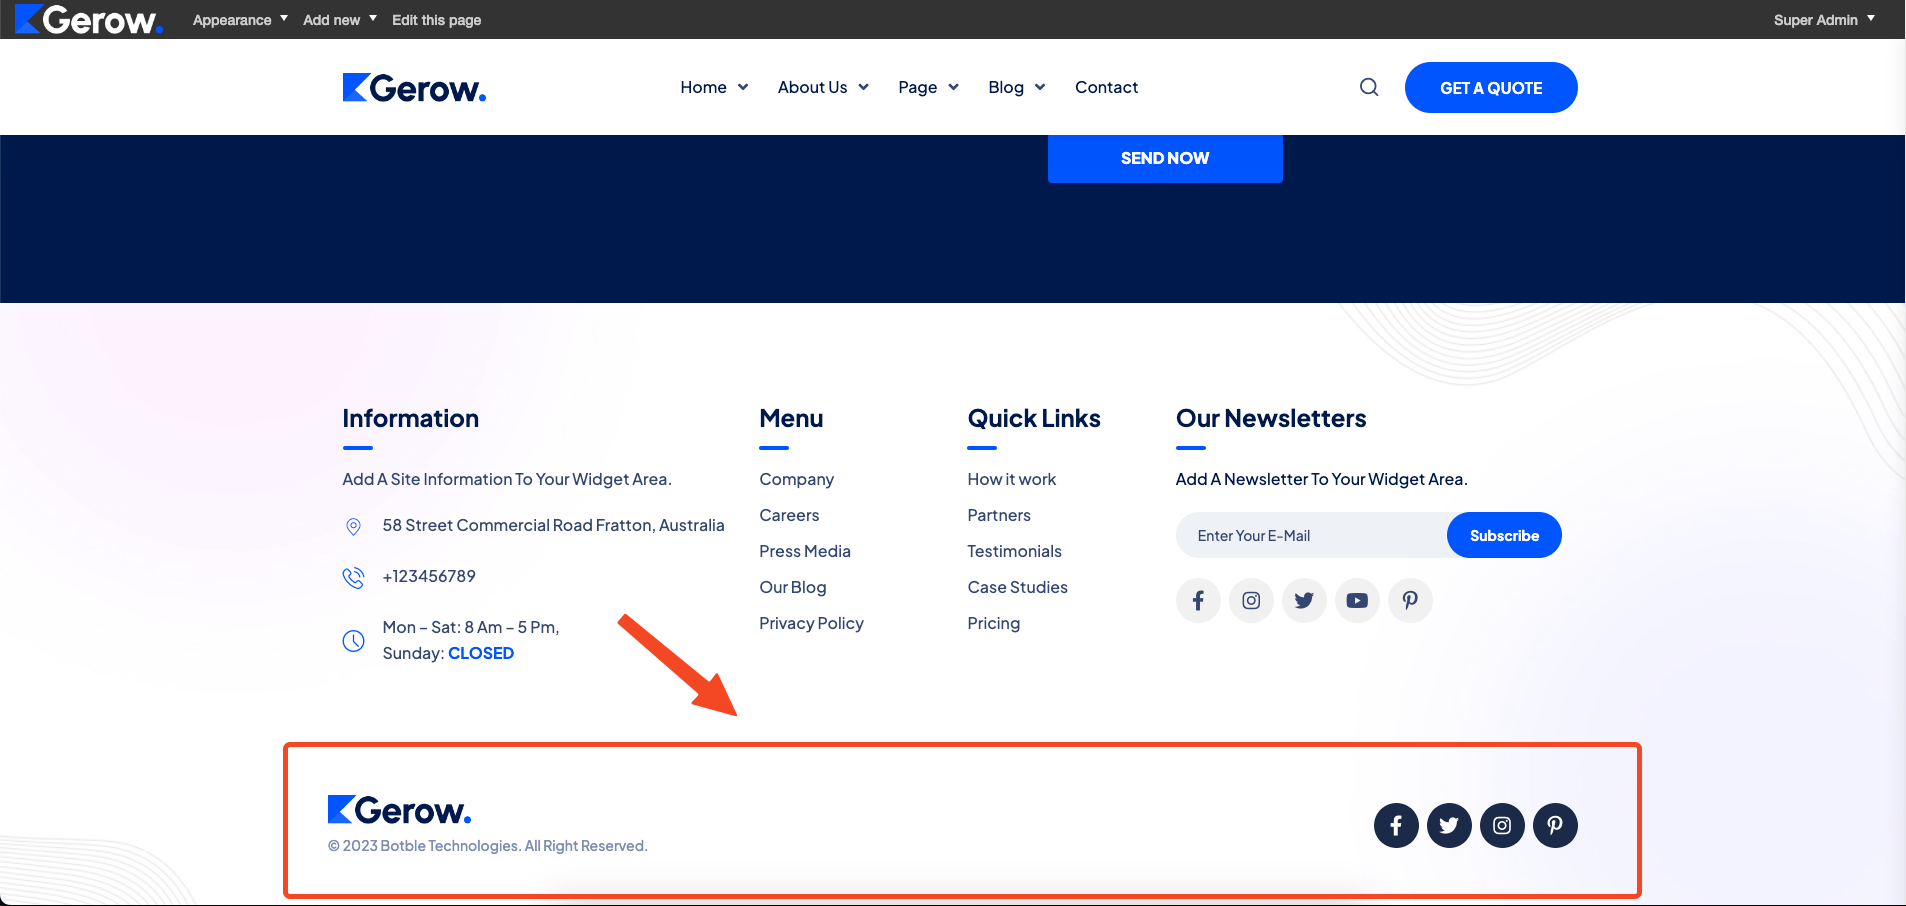 Gerow. Appearance Add new Edit this page Super Admin
Gerow. Home About Us Page Blog Contact GET A QUOTE
SEND NOW
Information
Add A Site Information To Your Widget Area.
58 Street Commercial Road Fratton, Australia
+123456789
Mon – Sat: 8 Am – 5 Pm,
Sunday: CLOSED
Menu
Company
Careers
Press Media
Our Blog
Privacy Policy
Quick Links
How it work
Partners
Testimonials
Case Studies
Pricing
Our Newsletters
Add A Newsletter To Your Widget Area.
Enter Your E-Mail Subscribe
Gerow.
© 2023 Botble Technologies. All Right Reserved.